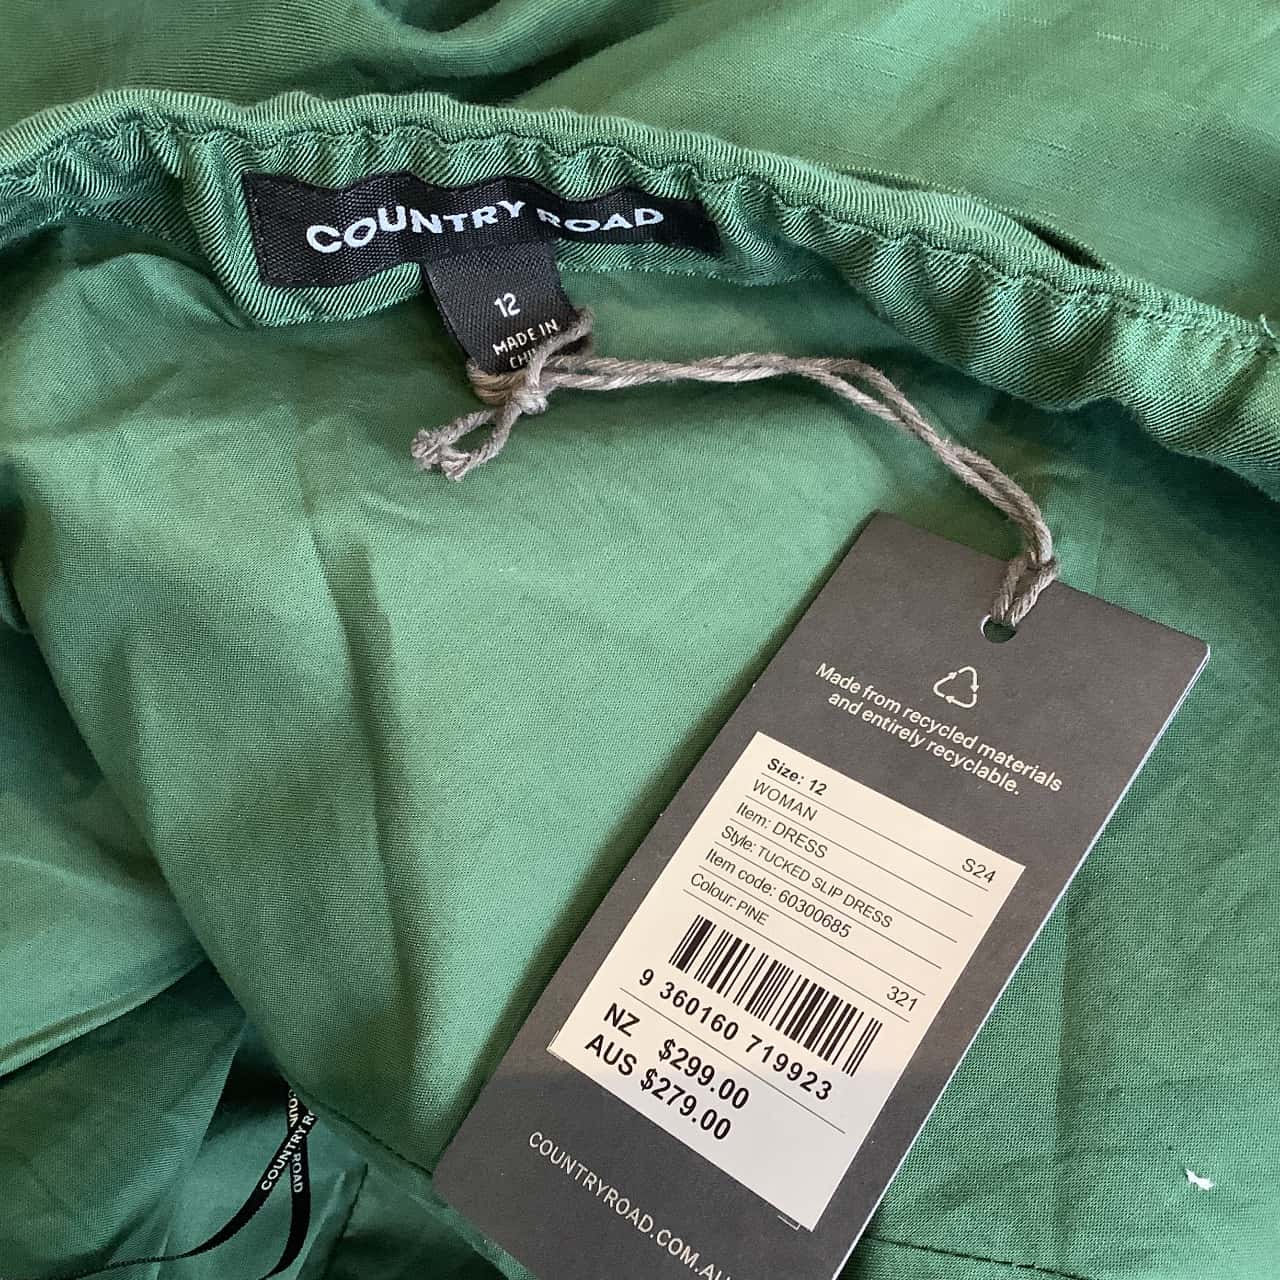 COUNTRY ROAD
12
MADE IN
Made from recycled materials
and entirely recyclable.
Size: 12
WOMAN S24
Item: DRESS
Style: TUCKED SLIP DRESS
Item code: 60300685
Colour: PINE 321
9 360160 719923
NZ $299.00
AUS $279.00
COUNTRYROAD.COM.AU
COUNTRY
ROAD